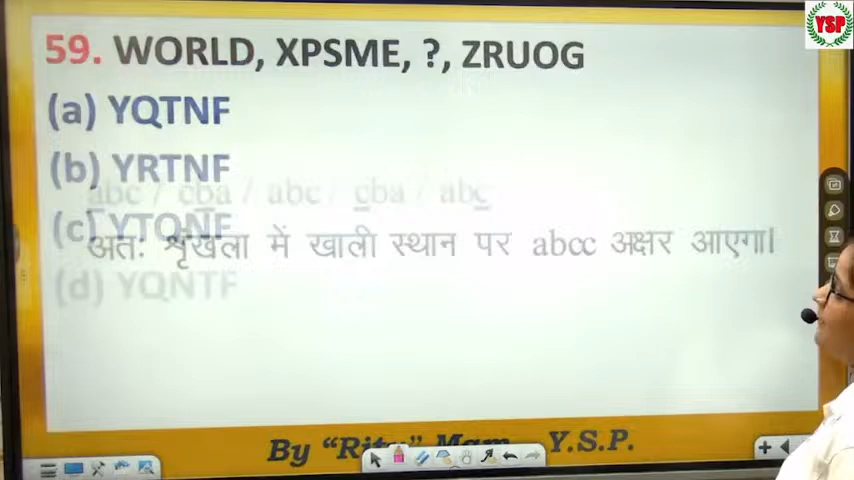 YSP
59. WORLD, XPSME, ?, ZRUOG
(a) YQTNF
(b) YRTNF
abc / cba / abc / cba / abc
(c) YTQNF
अतः श्रृंखला में खाली स्थान पर abcc अक्षर आएगा।
(d) YQNTF
By “Ritu” Mam Y.S.P.